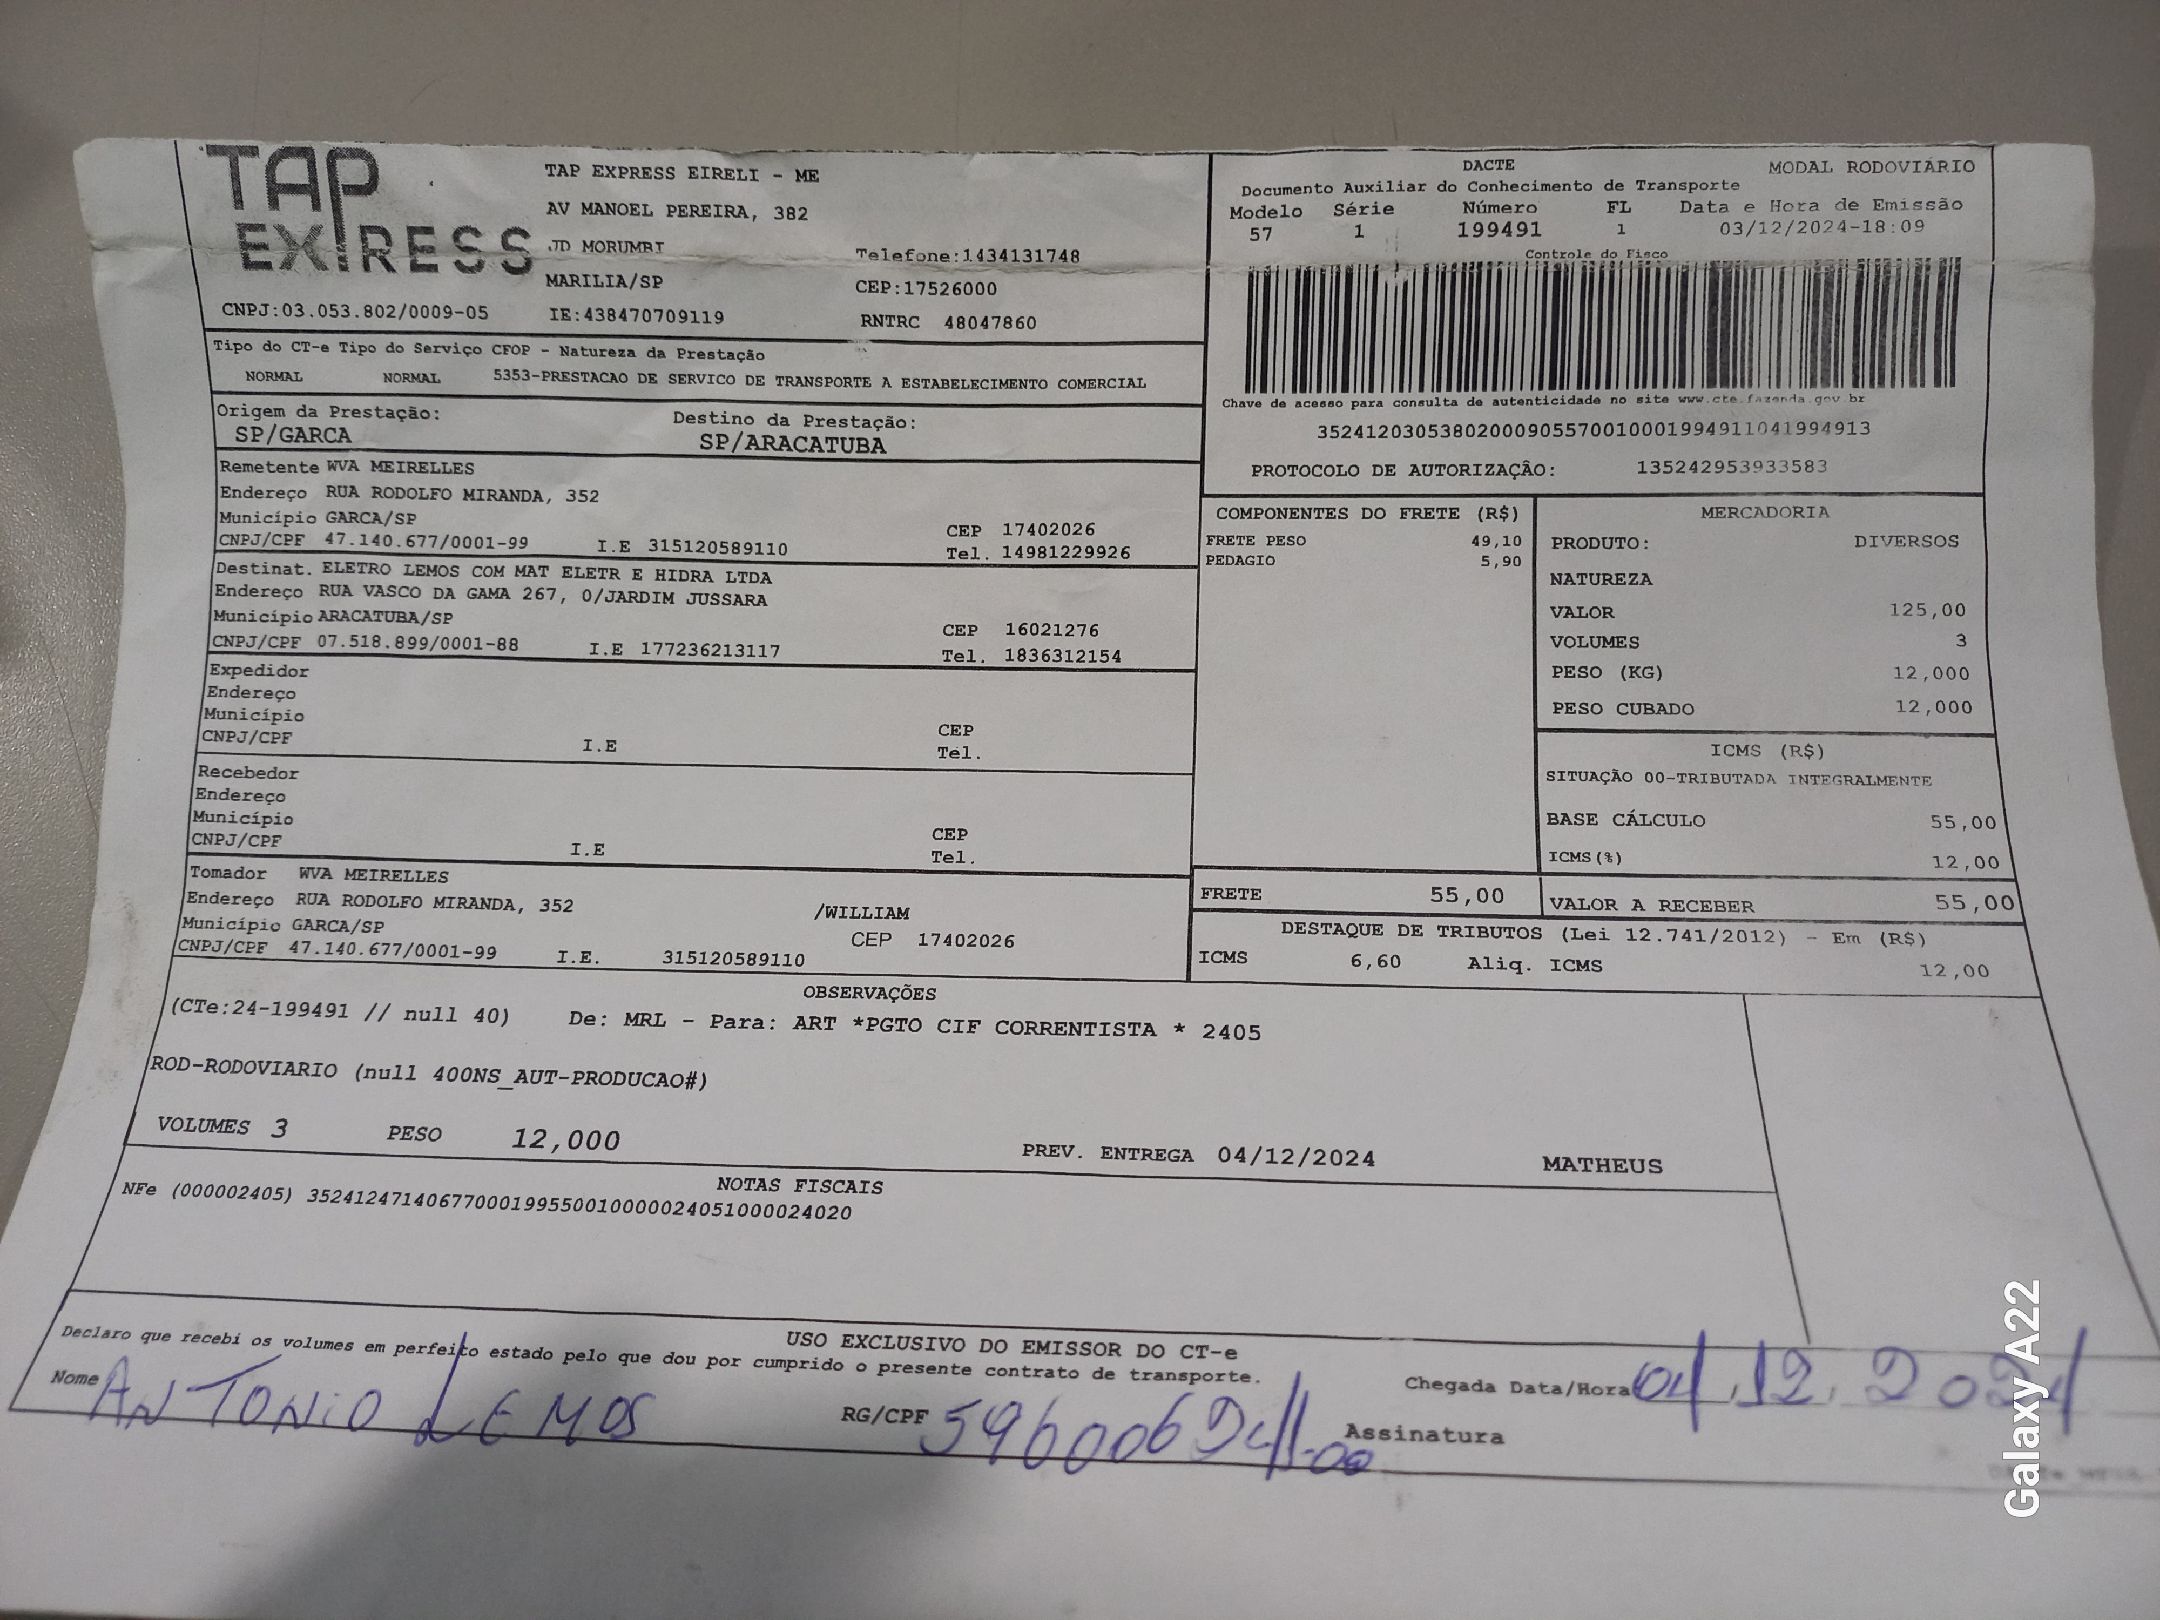 TAP
EXPRESS
TAP EXPRESS EIRELI - ME
AV MANOEL PEREIRA, 382
JD MORUMBI
Telefone:1434131748
MARILIA/SP
CEP:17526000
CNPJ:03.053.802/0009-05
IE:438470709119
RNTRC 48047860
DACTE
MODAL RODOVIÁRIO
Documento Auxiliar do Conhecimento de Transporte
Modelo Série Número FL Data e Hora de Emissão
57 1 199491 1 03/12/2024-18:09
Controle do Fisco
Chave de acesso para consulta de autenticidade no site www.cte.fazenda.gov.br
35241203053802000905570010001994911041994913
PROTOCOLO DE AUTORIZAÇÃO: 135242953933583
Tipo do CT-e Tipo do Serviço CFOP - Natureza da Prestação
NORMAL NORMAL 5353-PRESTACAO DE SERVICO DE TRANSPORTE A ESTABELECIMENTO COMERCIAL
Origem da Prestação: Destino da Prestação:
SP/GARCA SP/ARACATUBA
Remetente WVA MEIRELLES
Endereço RUA RODOLFO MIRANDA, 352
Município GARCA/SP CEP 17402026
CNPJ/CPF 47.140.677/0001-99 I.E 315120589110 Tel. 14981229926
Destinat. ELETRO LEMOS COM MAT ELETR E HIDRA LTDA
Endereço RUA VASCO DA GAMA 267, 0/JARDIM JUSSARA
Município ARACATUBA/SP CEP 16021276
CNPJ/CPF 07.518.899/0001-88 I.E 177236213117 Tel. 1836312154
Expedidor
Endereço
Município CEP
CNPJ/CPF I.E Tel.
Recebedor
Endereço
Município CEP
CNPJ/CPF I.E Tel.
Tomador WVA MEIRELLES
Endereço RUA RODOLFO MIRANDA, 352 /WILLIAM
Município GARCA/SP CEP 17402026
CNPJ/CPF 47.140.677/0001-99 I.E. 315120589110
COMPONENTES DO FRETE (R$)
FRETE PESO 49,10
PEDAGIO 5,90
MERCADORIA
PRODUTO: DIVERSOS
NATUREZA
VALOR 125,00
VOLUMES 3
PESO (KG) 12,000
PESO CUBADO 12,000
ICMS (R$)
SITUAÇÃO 00-TRIBUTADA INTEGRALMENTE
BASE CÁLCULO 55,00
ICMS(%) 12,00
FRETE 55,00
VALOR A RECEBER 55,00
DESTAQUE DE TRIBUTOS (Lei 12.741/2012) - Em (R$)
ICMS 6,60 Aliq. ICMS 12,00
OBSERVAÇÕES
(CTe:24-199491 // null 40) De: MRL - Para: ART *PGTO CIF CORRENTISTA * 2405
ROD-RODOVIARIO (null 400NS_AUT-PRODUCAO#)
VOLUMES 3 PESO 12,000 PREV. ENTREGA 04/12/2024 MATHEUS
NOTAS FISCAIS
NFe (000002405) 35241247140677000199550010000024051000024020
USO EXCLUSIVO DO EMISSOR DO CT-e
Declaro que recebi os volumes em perfeito estado pelo que dou por cumprido o presente contrato de transporte.
Nome ANTONIO LEMOS RG/CPF Chegada Data/Hora 04.12.2024
Assinatura
Galaxy A22